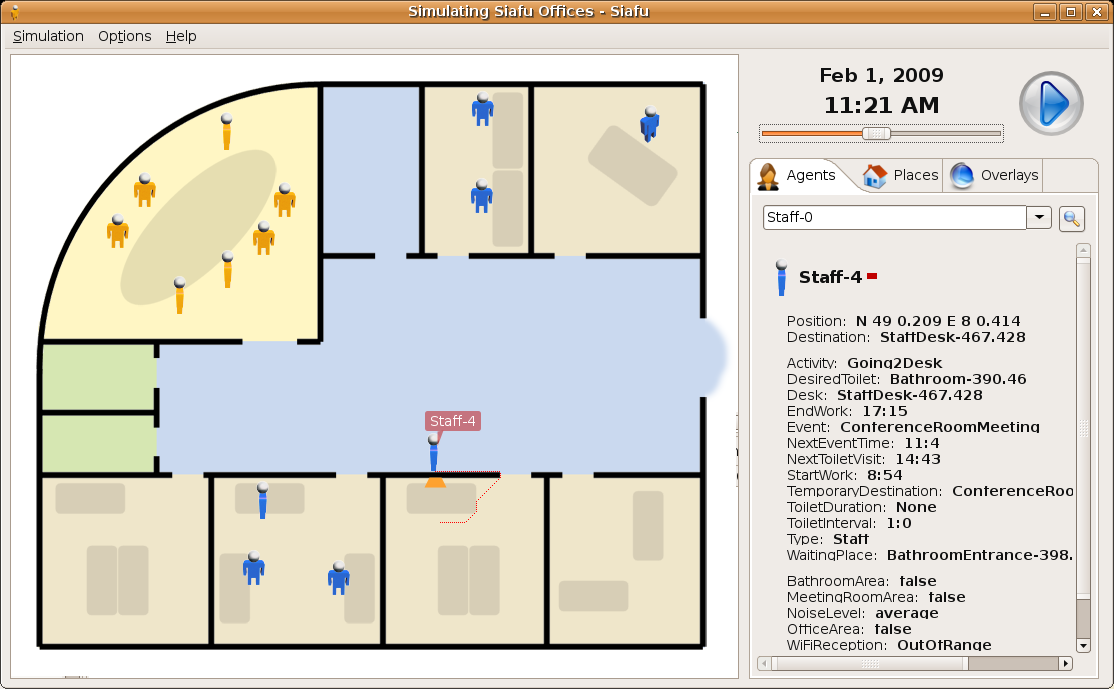 Simulating Siafu Offices - Siafu
Simulation Options Help
Feb 1, 2009
11:21 AM
Agents Places Overlays
Staff-0
Staff-4
Position: N 49 0.209 E 8 0.414
Destination: StaffDesk-467.428
Activity: Going2Desk
DesiredToilet: Bathroom-390.46
Desk: StaffDesk-467.428
EndWork: 17:15
Event: ConferenceRoomMeeting
NextEventTime: 11:4
NextToiletVisit: 14:43
StartWork: 8:54
TemporaryDestination: ConferenceRoo
ToiletDuration: None
ToiletInterval: 1:0
Type: Staff
WaitingPlace: BathroomEntrance-398.
BathroomArea: false
MeetingRoomArea: false
NoiseLevel: average
OfficeArea: false
WiFiReception: OutOfRange
Staff-4